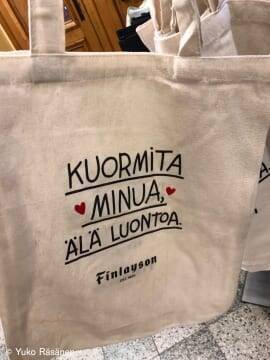 KUORMITA
MINUA,
ÄLÄ LUONTOA.
Finlayson
© Yuko Räsänen